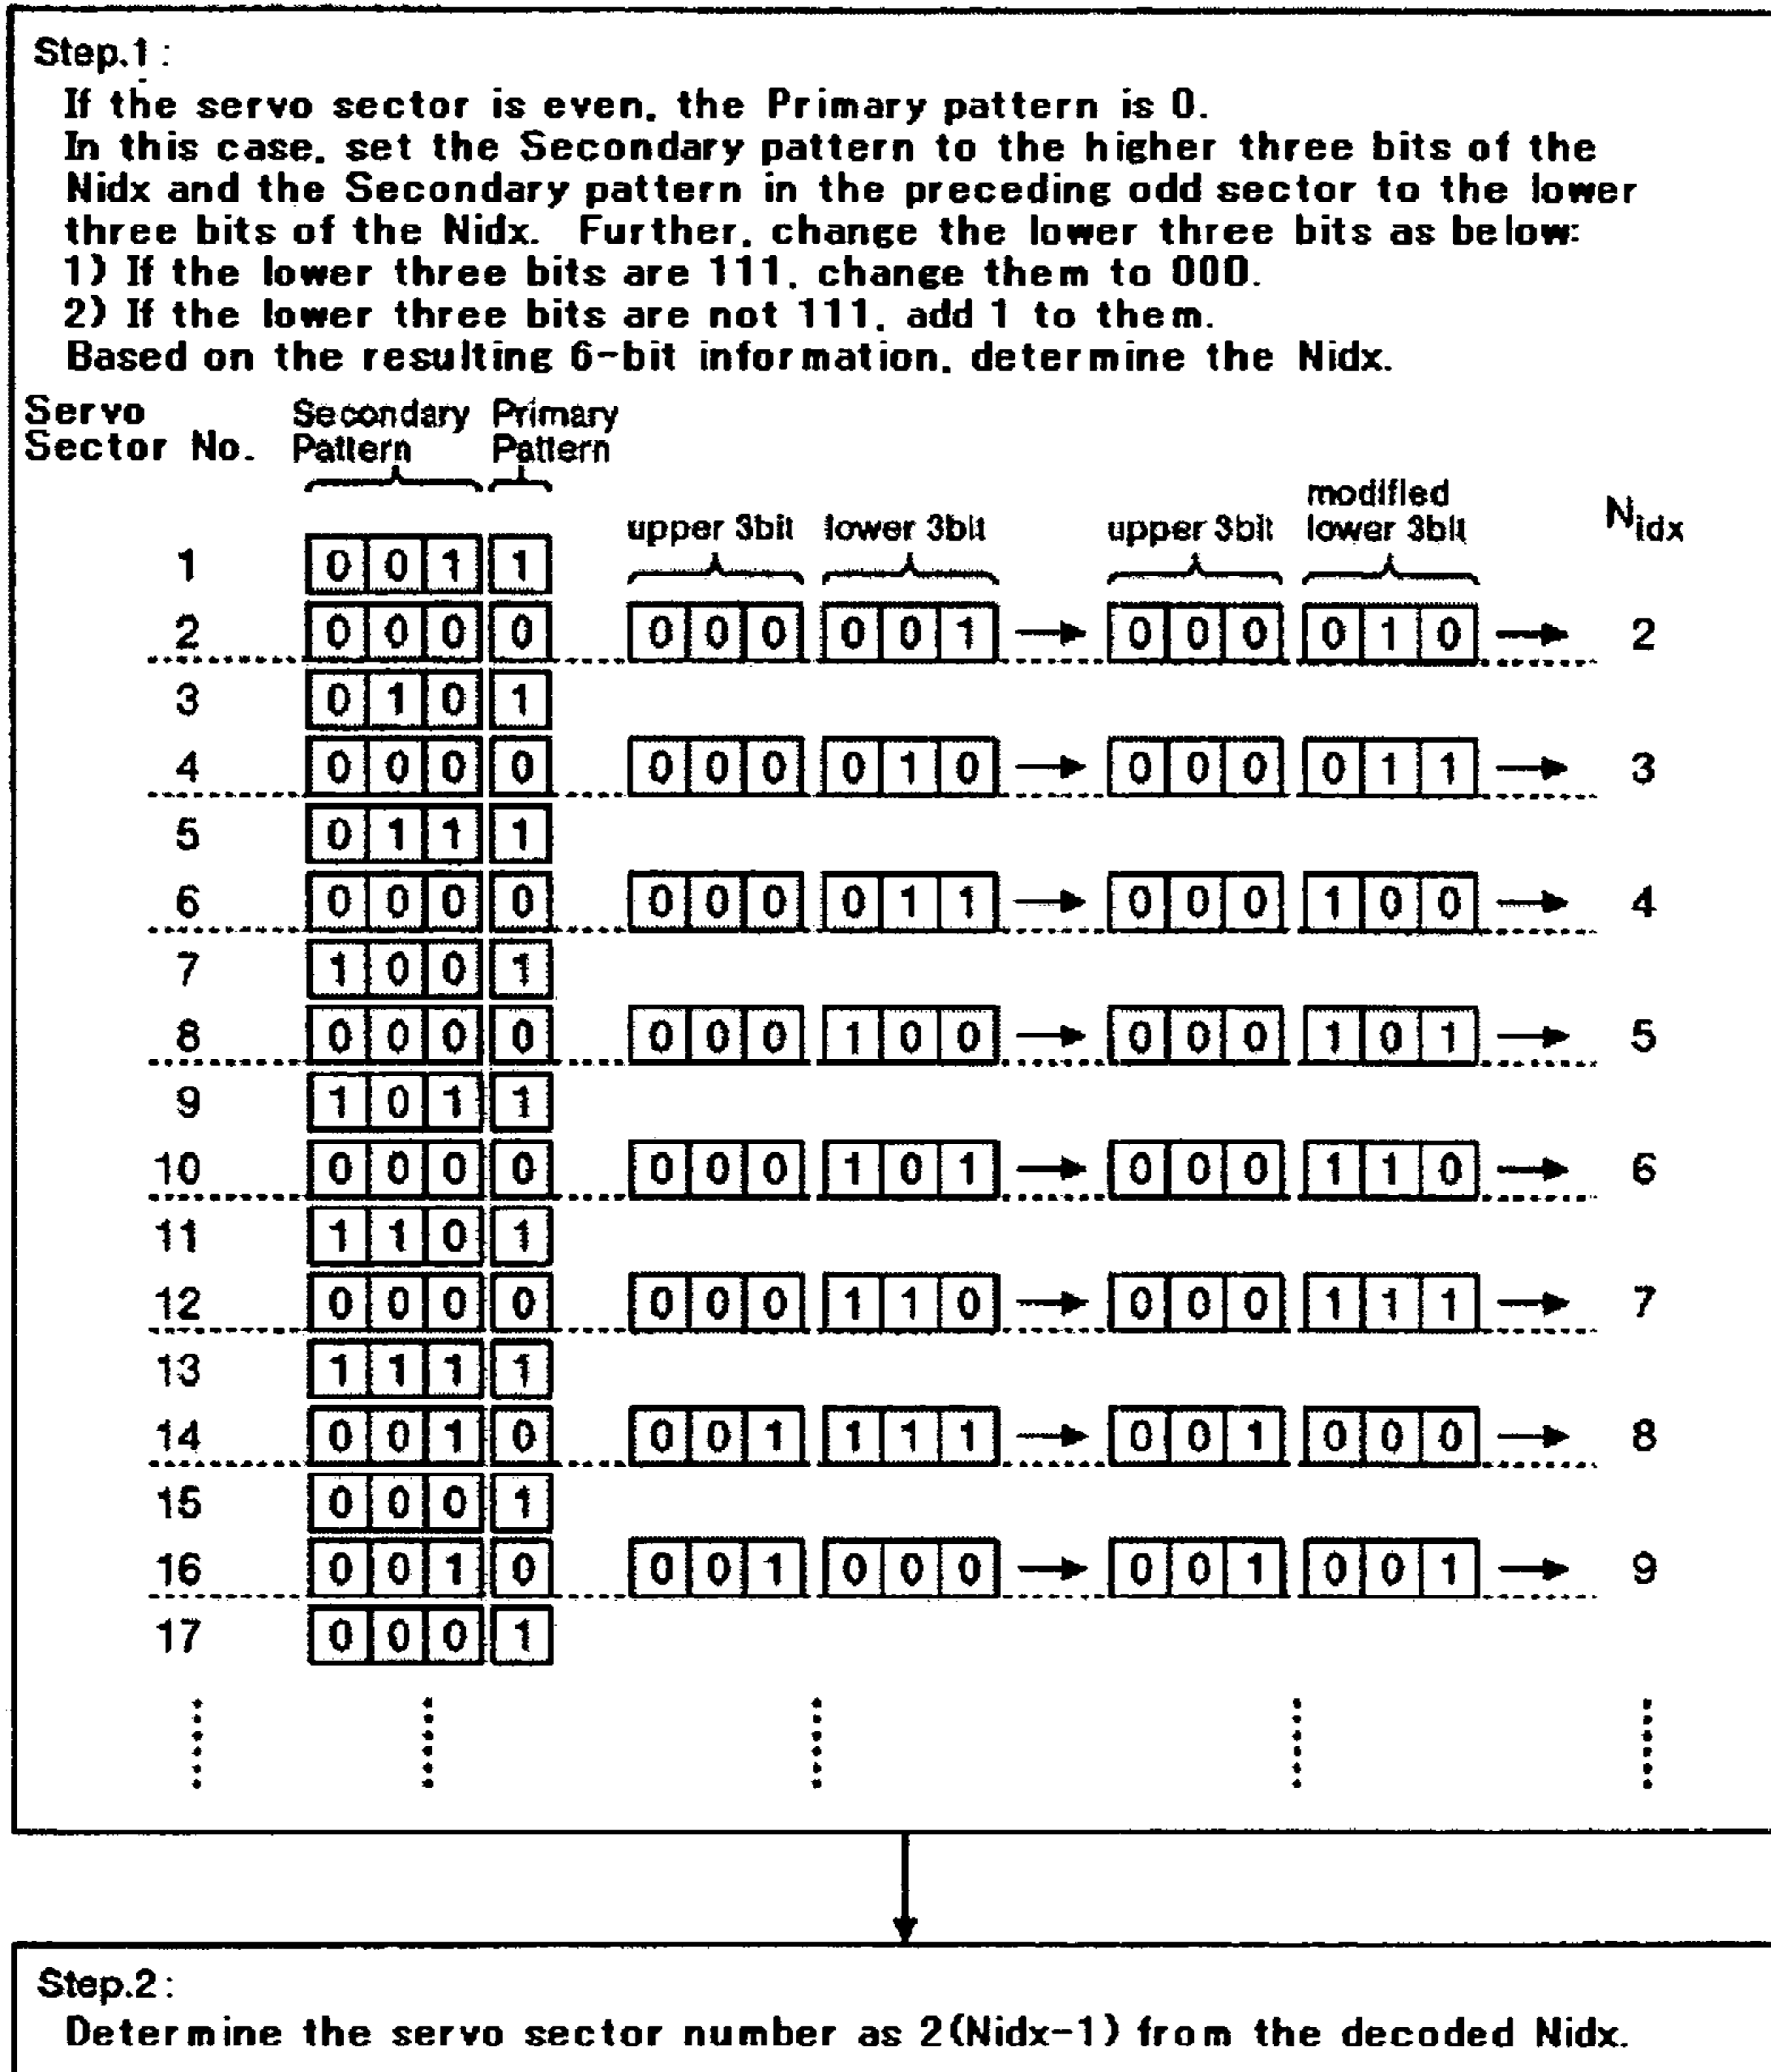 Step.1:
If the servo sector is even, the Primary pattern is 0.
In this case, set the Secondary pattern to the higher three bits of the
Nidx and the Secondary pattern in the preceding odd sector to the lower
three bits of the Nidx. Further, change the lower three bits as below:
1) If the lower three bits are 111, change them to 000.
2) If the lower three bits are not 111, add 1 to them.
Based on the resulting 6-bit information, determine the Nidx.
Servo Sector No. Secondary Pattern Primary Pattern
upper 3bit lower 3bit upper 3bit modified lower 3bit Nidx
1 0 0 1 1
2 0 0 0 0 0 0 0 0 0 1 0 0 0 0 1 0 2
3 0 1 0 1
4 0 0 0 0 0 0 0 0 1 0 0 0 0 0 1 1 3
5 0 1 1 1
6 0 0 0 0 0 0 0 0 1 1 0 0 0 1 0 0 4
7 1 0 0 1
8 0 0 0 0 0 0 0 1 0 0 0 0 0 1 0 1 5
9 1 0 1 1
10 0 0 0 0 0 0 0 1 0 1 0 0 0 1 1 0 6
11 1 1 0 1
12 0 0 0 0 0 0 0 1 1 0 0 0 0 1 1 1 7
13 1 1 1 1
14 0 0 1 0 0 0 1 1 1 1 0 0 1 0 0 0 8
15 0 0 0 1
16 0 0 1 0 0 0 1 0 0 0 0 0 1 0 0 1 9
17 0 0 0 1
Step.2:
Determine the servo sector number as 2(Nidx-1) from the decoded Nidx.